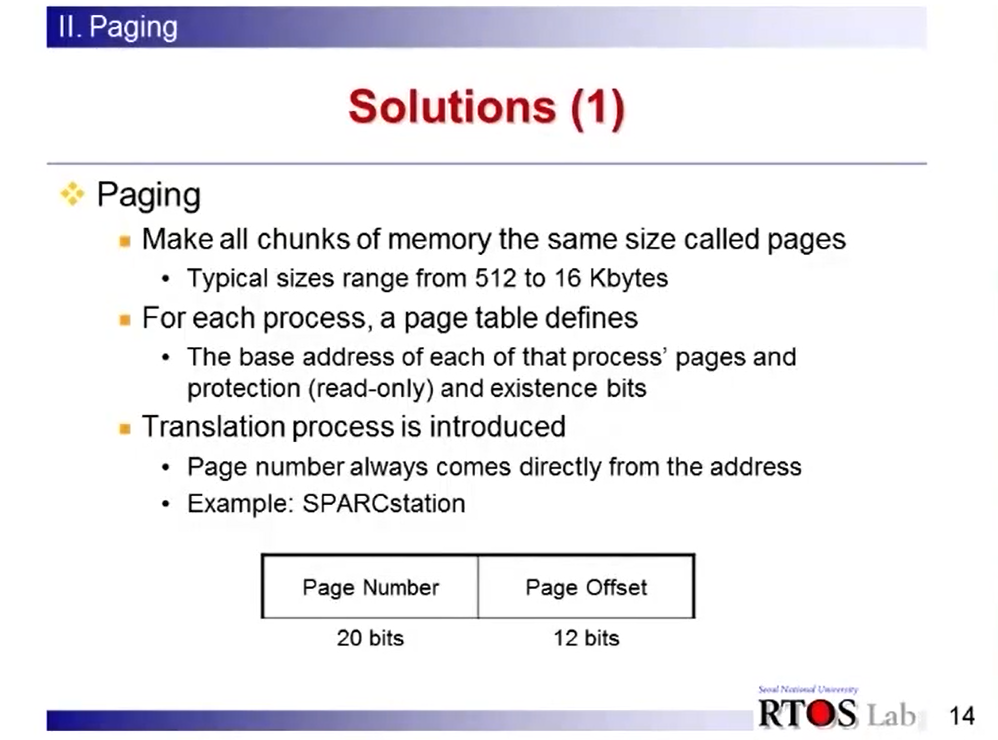 II. Paging
Solutions (1)
Paging
Make all chunks of memory the same size called pages
• Typical sizes range from 512 to 16 Kbytes
For each process, a page table defines
• The base address of each of that process’ pages and
protection (read-only) and existence bits
Translation process is introduced
• Page number always comes directly from the address
• Example: SPARCstation
Page Number Page Offset
20 bits 12 bits
Seoul National University
RTOS Lab
14